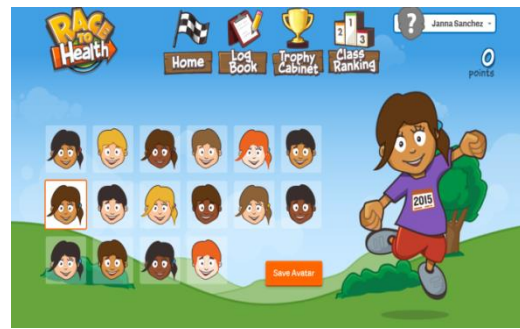 RACE
TO
Health
Home
Log
Book
Trophy
Cabinet
1
2
3
Class
Ranking
?
Janna Sanchez
0
points
2015
Save Avatar